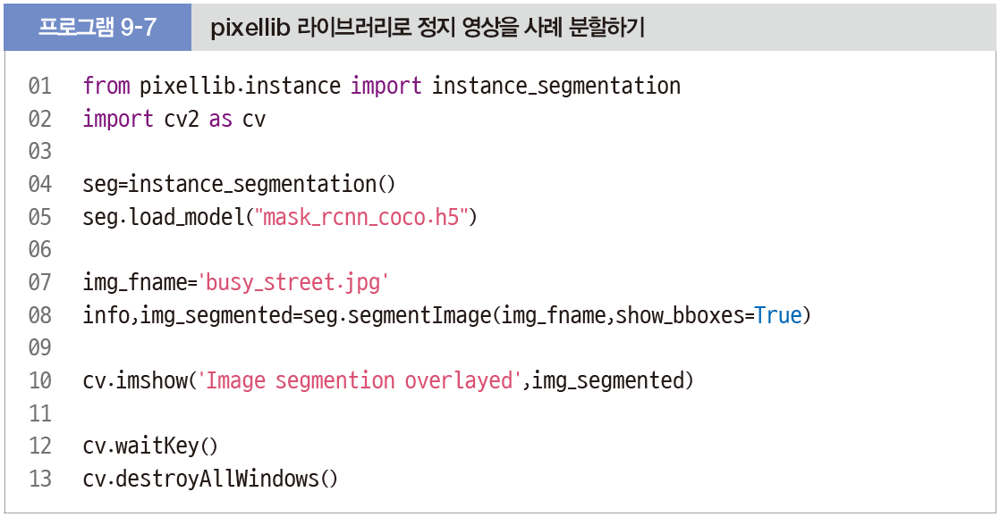 프로그램 9-7 pixellib 라이브러리로 정지 영상을 사례 분할하기
01 from pixellib.instance import instance_segmentation
02 import cv2 as cv
03
04 seg=instance_segmentation()
05 seg.load_model("mask_rcnn_coco.h5")
06
07 img_fname='busy_street.jpg'
08 info,img_segmented=seg.segmentImage(img_fname,show_bboxes=True)
09
10 cv.imshow('Image segmention overlayed',img_segmented)
11
12 cv.waitKey()
13 cv.destroyAllWindows()